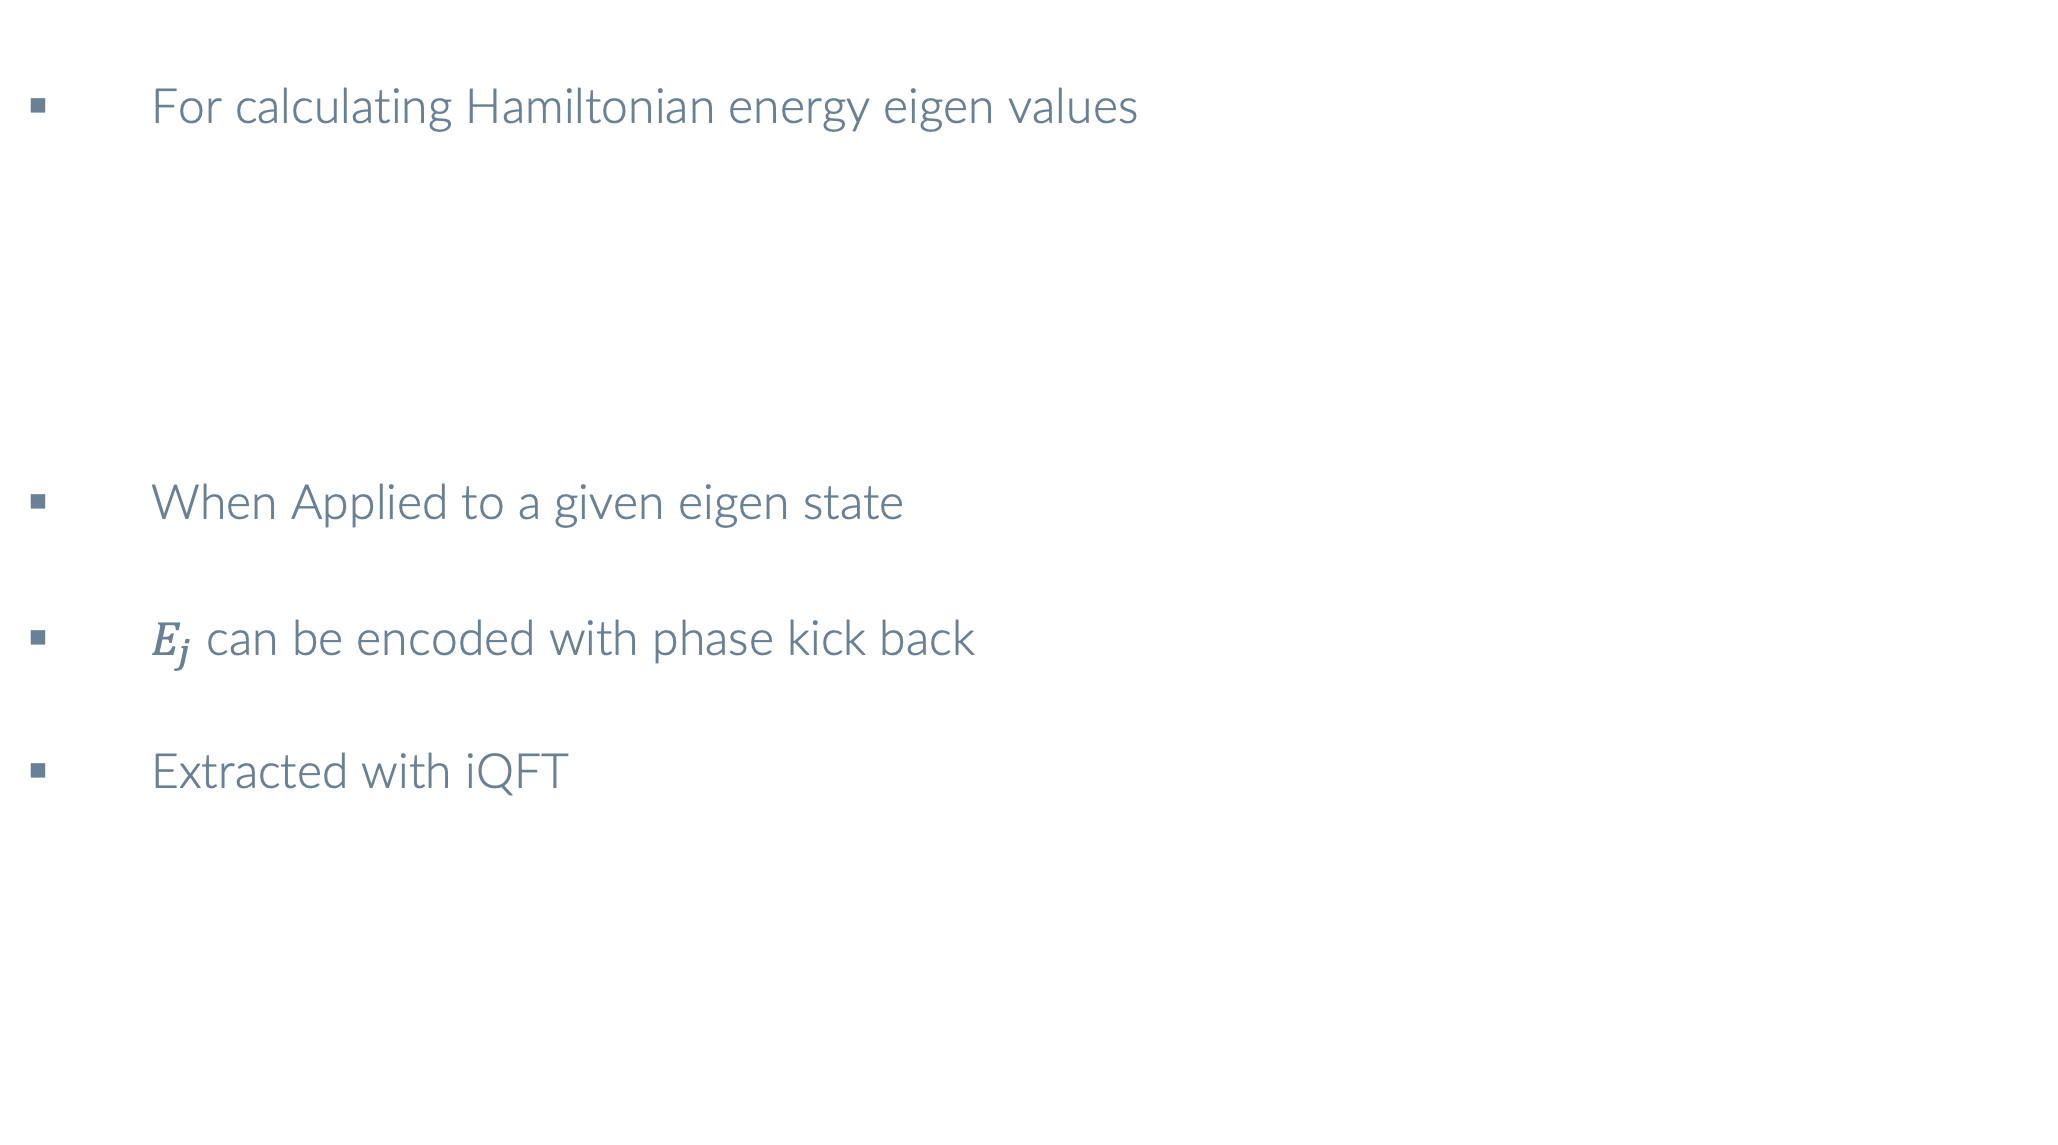 ▪ For calculating Hamiltonian energy eigen values
▪ When Applied to a given eigen state
▪ E_j can be encoded with phase kick back
▪ Extracted with iQFT